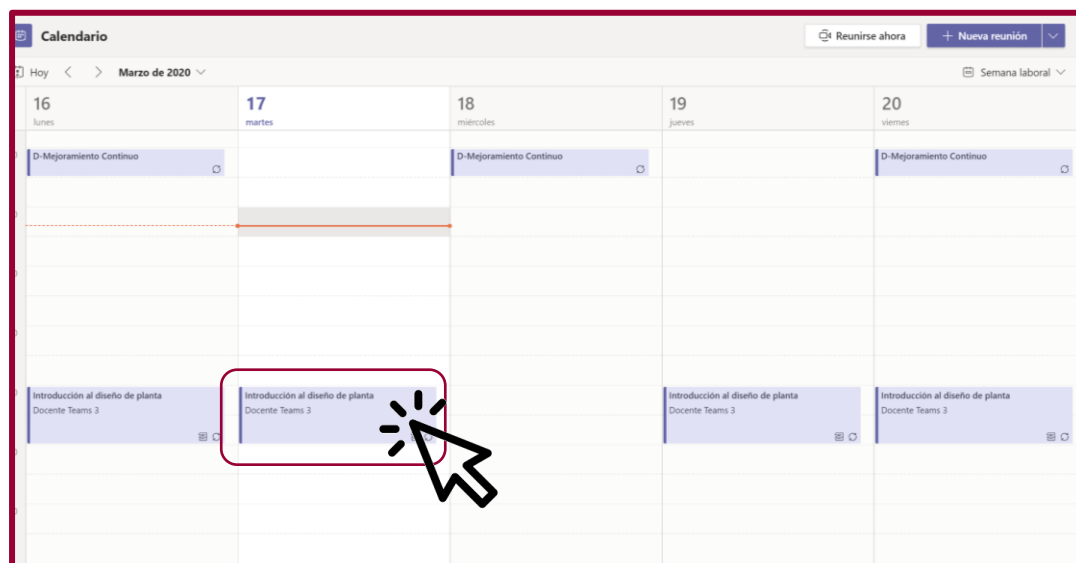 Calendario
Reunirse ahora
+ Nueva reunión
Hoy
Marzo de 2020
Semana laboral
16
lunes
17
martes
18
miércoles
19
jueves
20
viernes
D-Mejoramiento Continuo
D-Mejoramiento Continuo
D-Mejoramiento Continuo
Introducción al diseño de planta
Docente Teams 3
Introducción al diseño de planta
Docente Teams 3
Introducción al diseño de planta
Docente Teams 3
Introducción al diseño de planta
Docente Teams 3